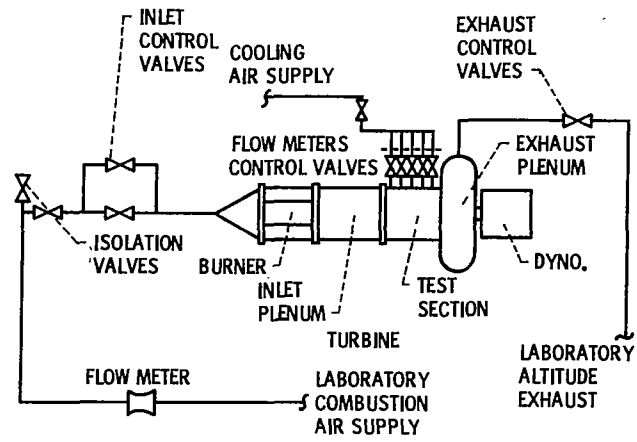 INLET
CONTROL
VALVES
COOLING
AIR SUPPLY
EXHAUST
CONTROL
VALVES
FLOW METERS
CONTROL VALVES
EXHAUST
PLENUM
ISOLATION
VALVES
BURNER
INLET
PLENUM
TEST
SECTION
DYNO.
TURBINE
FLOW METER
LABORATORY
COMBUSTION
AIR SUPPLY
LABORATORY
ALTITUDE
EXHAUST